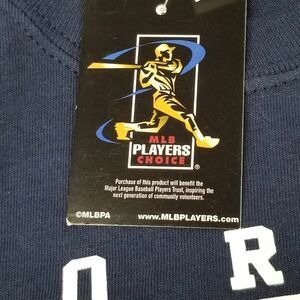 MLB
PLAYERS
CHOICE ®
Purchase of this product will benefit the
Major League Baseball Players Trust, inspiring the
next generation of community volunteers.
©MLBPA www.MLBPLAYERS.com
O R